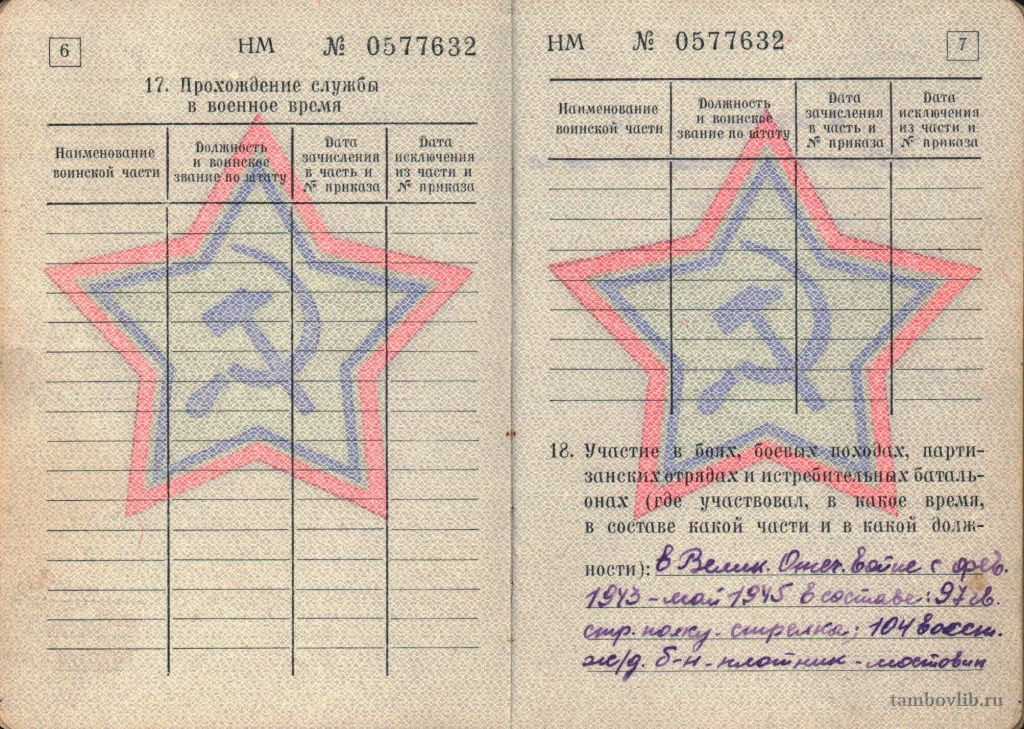 6
НМ № 0577632
17. Прохождение службы
в военное время
Наименование
воинской части
Должность
и воинское
звание по штату
Дата
зачисления
в часть и
№ приказа
Дата
исключения
из части и
№ приказа
НМ № 0577632
7
Наименование
воинской части
Должность
и воинское
звание по штату
Дата
зачисления
в часть и
№ приказа
Дата
исключения
из части и
№ приказа
18. Участие в боях, боевых походах, парти-
занских отрядах и истребительных баталь-
онах (где участвовал, в какое время,
в составе какой части и в какой долж-
ности): в Велик. Отеч. войне с фев.
1943 - май 1945 в составе: 97 гв.
стр. полку - стрелка; 104 восст.
ж/д. б-н - плотник - мостовик
tambovlib.ru